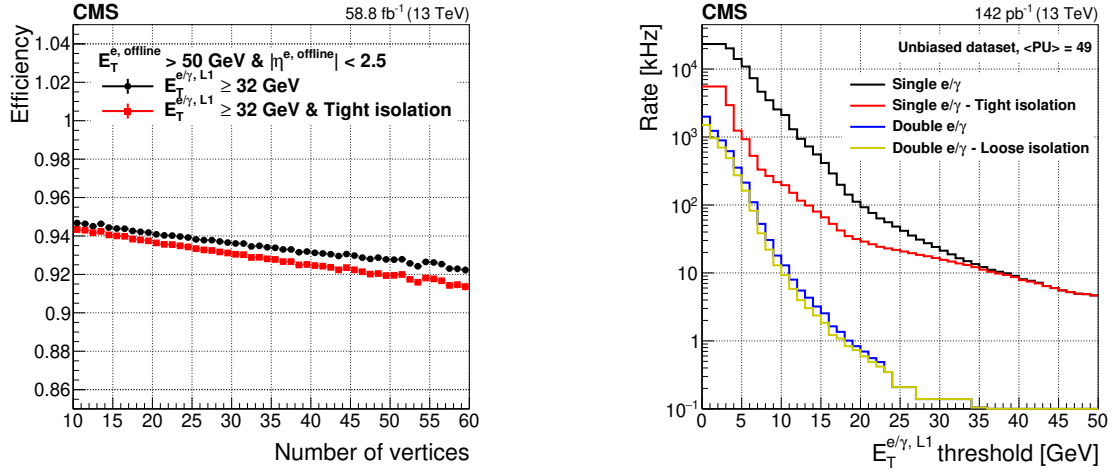 CMS 58.8 fb⁻¹ (13 TeV)
Efficiency
1.04
1.02
1
0.98
0.96
0.94
0.92
0.9
0.88
0.86
E_T^{e, offline} > 50 GeV & |η^{e, offline}| < 2.5
E_T^{e/γ, L1} ≥ 32 GeV
E_T^{e/γ, L1} ≥ 32 GeV & Tight isolation
10 15 20 25 30 35 40 45 50 55 60
Number of vertices
CMS 142 pb⁻¹ (13 TeV)
Rate [kHz]
Unbiased dataset, <PU> = 49
Single e/γ
Single e/γ - Tight isolation
Double e/γ
Double e/γ - Loose isolation
10⁴
10³
10²
10
1
10⁻¹
0 5 10 15 20 25 30 35 40 45 50
E_T^{e/γ, L1} threshold [GeV]